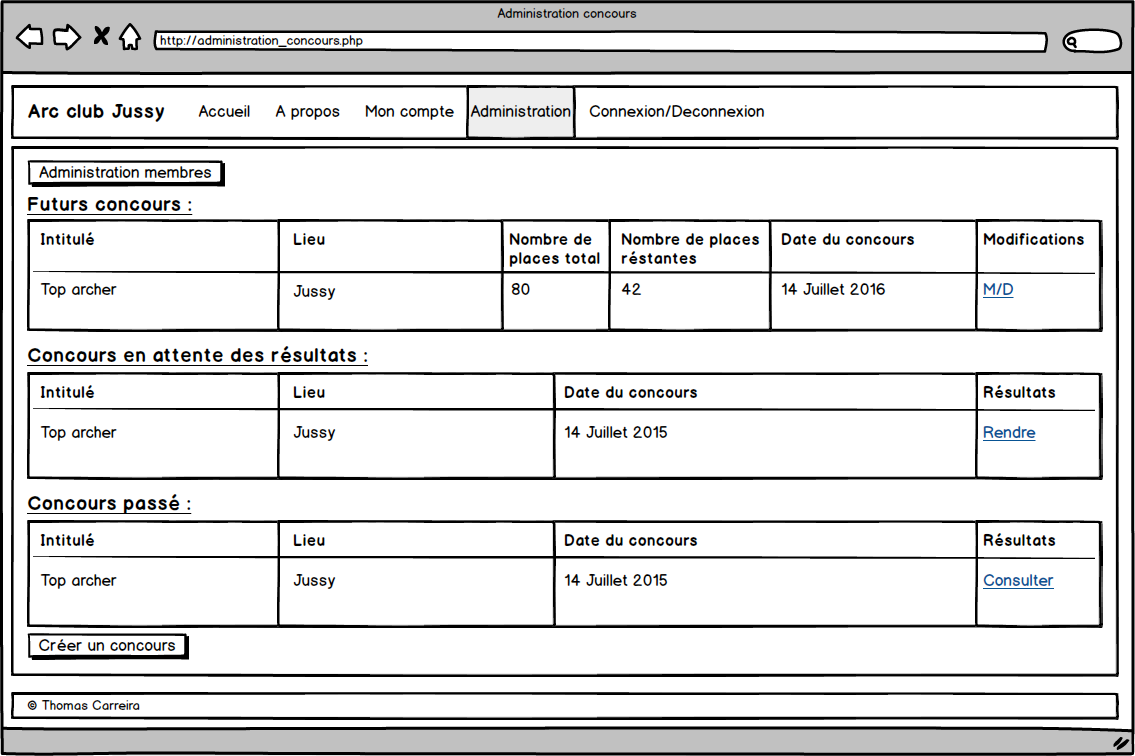 Administration concours
http://administration_concours.php
Arc club Jussy Accueil A propos Mon compte Administration Connexion/Deconnexion
Administration membres
Futurs concours :
Intitulé Lieu Nombre de places total Nombre de places réstantes Date du concours Modifications
Top archer Jussy 80 42 14 Juillet 2016 M/D
Concours en attente des résultats :
Intitulé Lieu Date du concours Résultats
Top archer Jussy 14 Juillet 2015 Rendre
Concours passé :
Intitulé Lieu Date du concours Résultats
Top archer Jussy 14 Juillet 2015 Consulter
Créer un concours
© Thomas Carreira